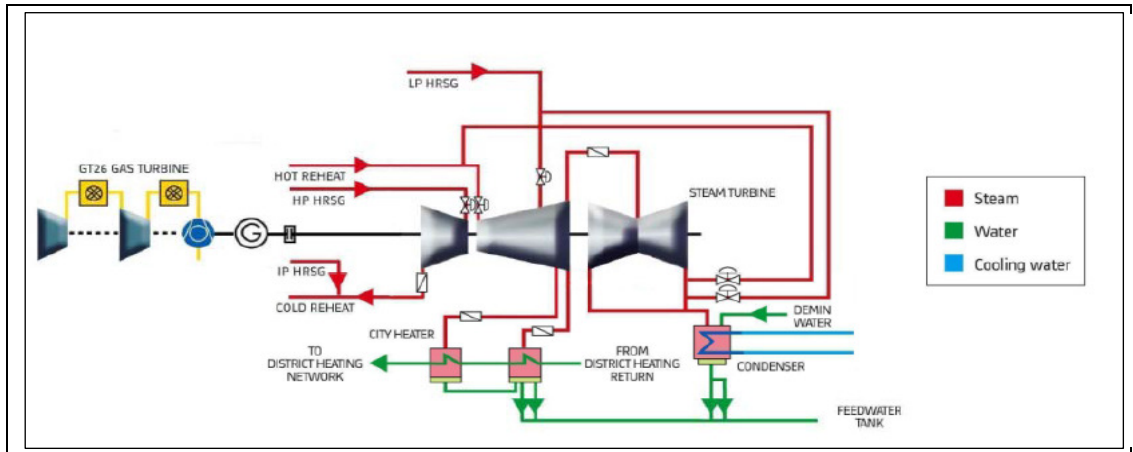 LP HRSG
GT26 GAS TURBINE
HOT REHEAT
HP HRSG
STEAM TURBINE
G
IP HRSG
COLD REHEAT
CITY HEATER
TO
DISTRICT HEATING
NETWORK
FROM
DISTRICT HEATING
RETURN
DEMIN
WATER
CONDENSER
FEEDWATER
TANK
Steam
Water
Cooling water